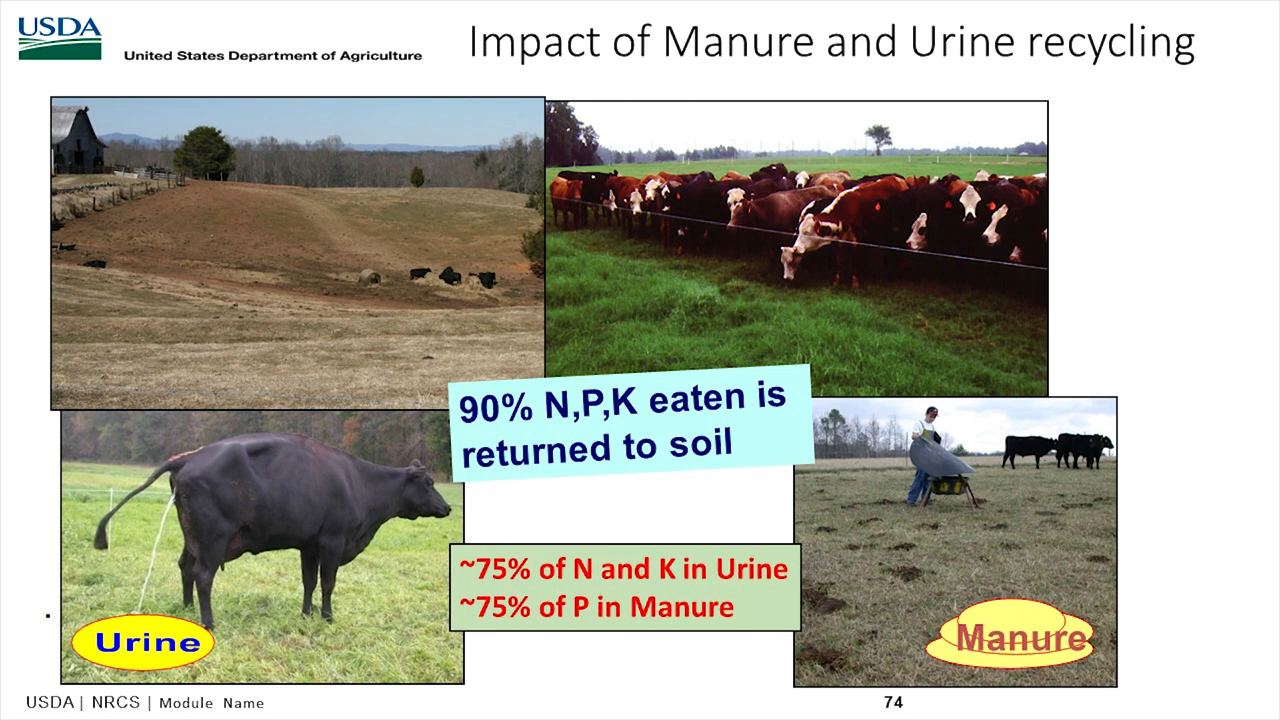 USDA
United States Department of Agriculture
Impact of Manure and Urine recycling
90% N,P,K eaten is
returned to soil
~75% of N and K in Urine
~75% of P in Manure
Urine
Manure
USDA | NRCS | Module Name
74